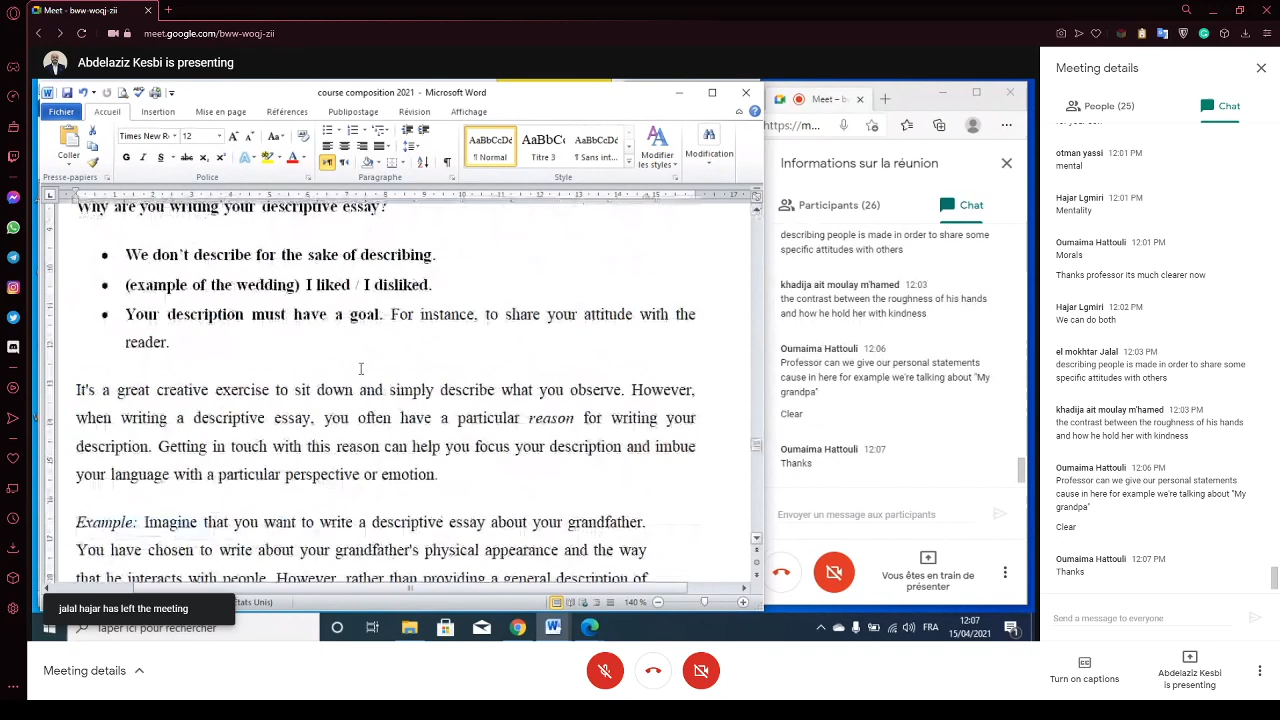 Meet - bww-woqj-zii
meet.google.com/bww-woqj-zii
Abdelaziz Kesbi is presenting
course composition 2021 - Microsoft Word
Fichier Accueil Insertion Mise en page Références Publipostage Révision Affichage
Coller
Times New R 12
AaBbCcDd AaBbC AaBbCcDd
¶ Normal Titre 3 ¶ Sans int...
Modifier les styles
Modification
Presse-papiers Police Paragraphe Style
Why are you writing your descriptive essay?
• We don't describe for the sake of describing.
• (example of the wedding) I liked / I disliked.
• Your description must have a goal. For instance, to share your attitude with the
reader.
It's a great creative exercise to sit down and simply describe what you observe. However,
when writing a descriptive essay, you often have a particular reason for writing your
description. Getting in touch with this reason can help you focus your description and imbue
your language with a particular perspective or emotion.
Example: Imagine that you want to write a descriptive essay about your grandfather.
You have chosen to write about your grandfather's physical appearance and the way
that he interacts with people. However, rather than providing a general description of
États Unis) 140 %
jalal hajar has left the meeting
Taper ici pour rechercher
FRA
12:07
15/04/2021
Meet – b
https://m...
Informations sur la réunion
Participants (26) Chat
describing people is made in order to share some
specific attitudes with others
khadija ait moulay m'hamed 12:03
the contrast between the roughness of his hands
and how he hold her with kindness
Oumaima Hattouli 12:06
Professor can we give our personal statements
cause in here for example we're talking about "My
grandpa"
Clear
Oumaima Hattouli 12:07
Thanks
Envoyer un message aux participants
Vous êtes en train de
présenter
Meeting details
People (25) Chat
otman yassi 12:01 PM
mental
Hajar Lgmiri 12:01 PM
Mentality
Oumaima Hattouli 12:01 PM
Morals
Thanks professor its much clearer now
Hajar Lgmiri 12:02 PM
We can do both
el mokhtar Jalal 12:03 PM
describing people is made in order to share some
specific attitudes with others
khadija ait moulay m'hamed 12:03 PM
the contrast between the roughness of his hands
and how he hold her with kindness
Oumaima Hattouli 12:06 PM
Professor can we give our personal statements
cause in here for example we're talking about "My
grandpa"
Clear
Oumaima Hattouli 12:07 PM
Thanks
Send a message to everyone
Meeting details
Turn on captions
Abdelaziz Kesbi
is presenting